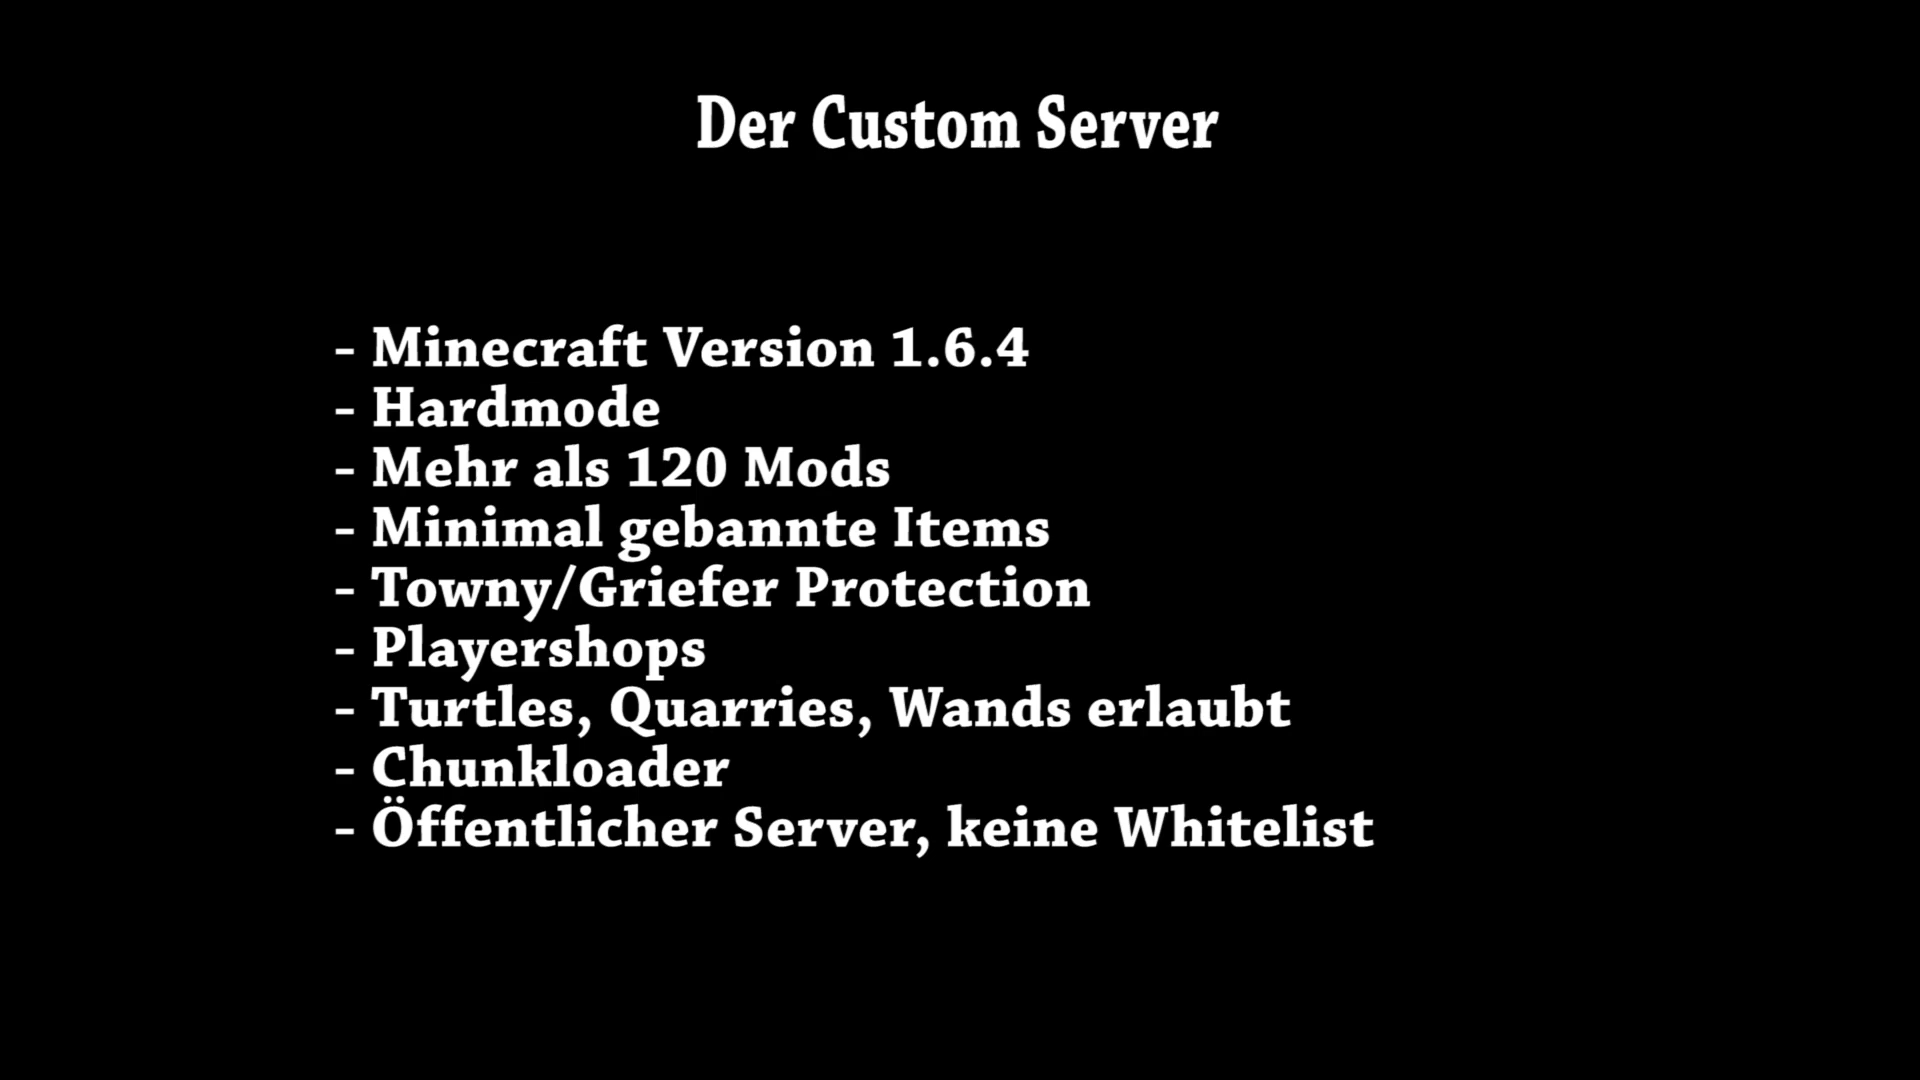 Der Custom Server
- Minecraft Version 1.6.4
- Hardmode
- Mehr als 120 Mods
- Minimal gebannte Items
- Towny/Griefer Protection
- Playershops
- Turtles, Quarries, Wands erlaubt
- Chunkloader
- Öffentlicher Server, keine Whitelist